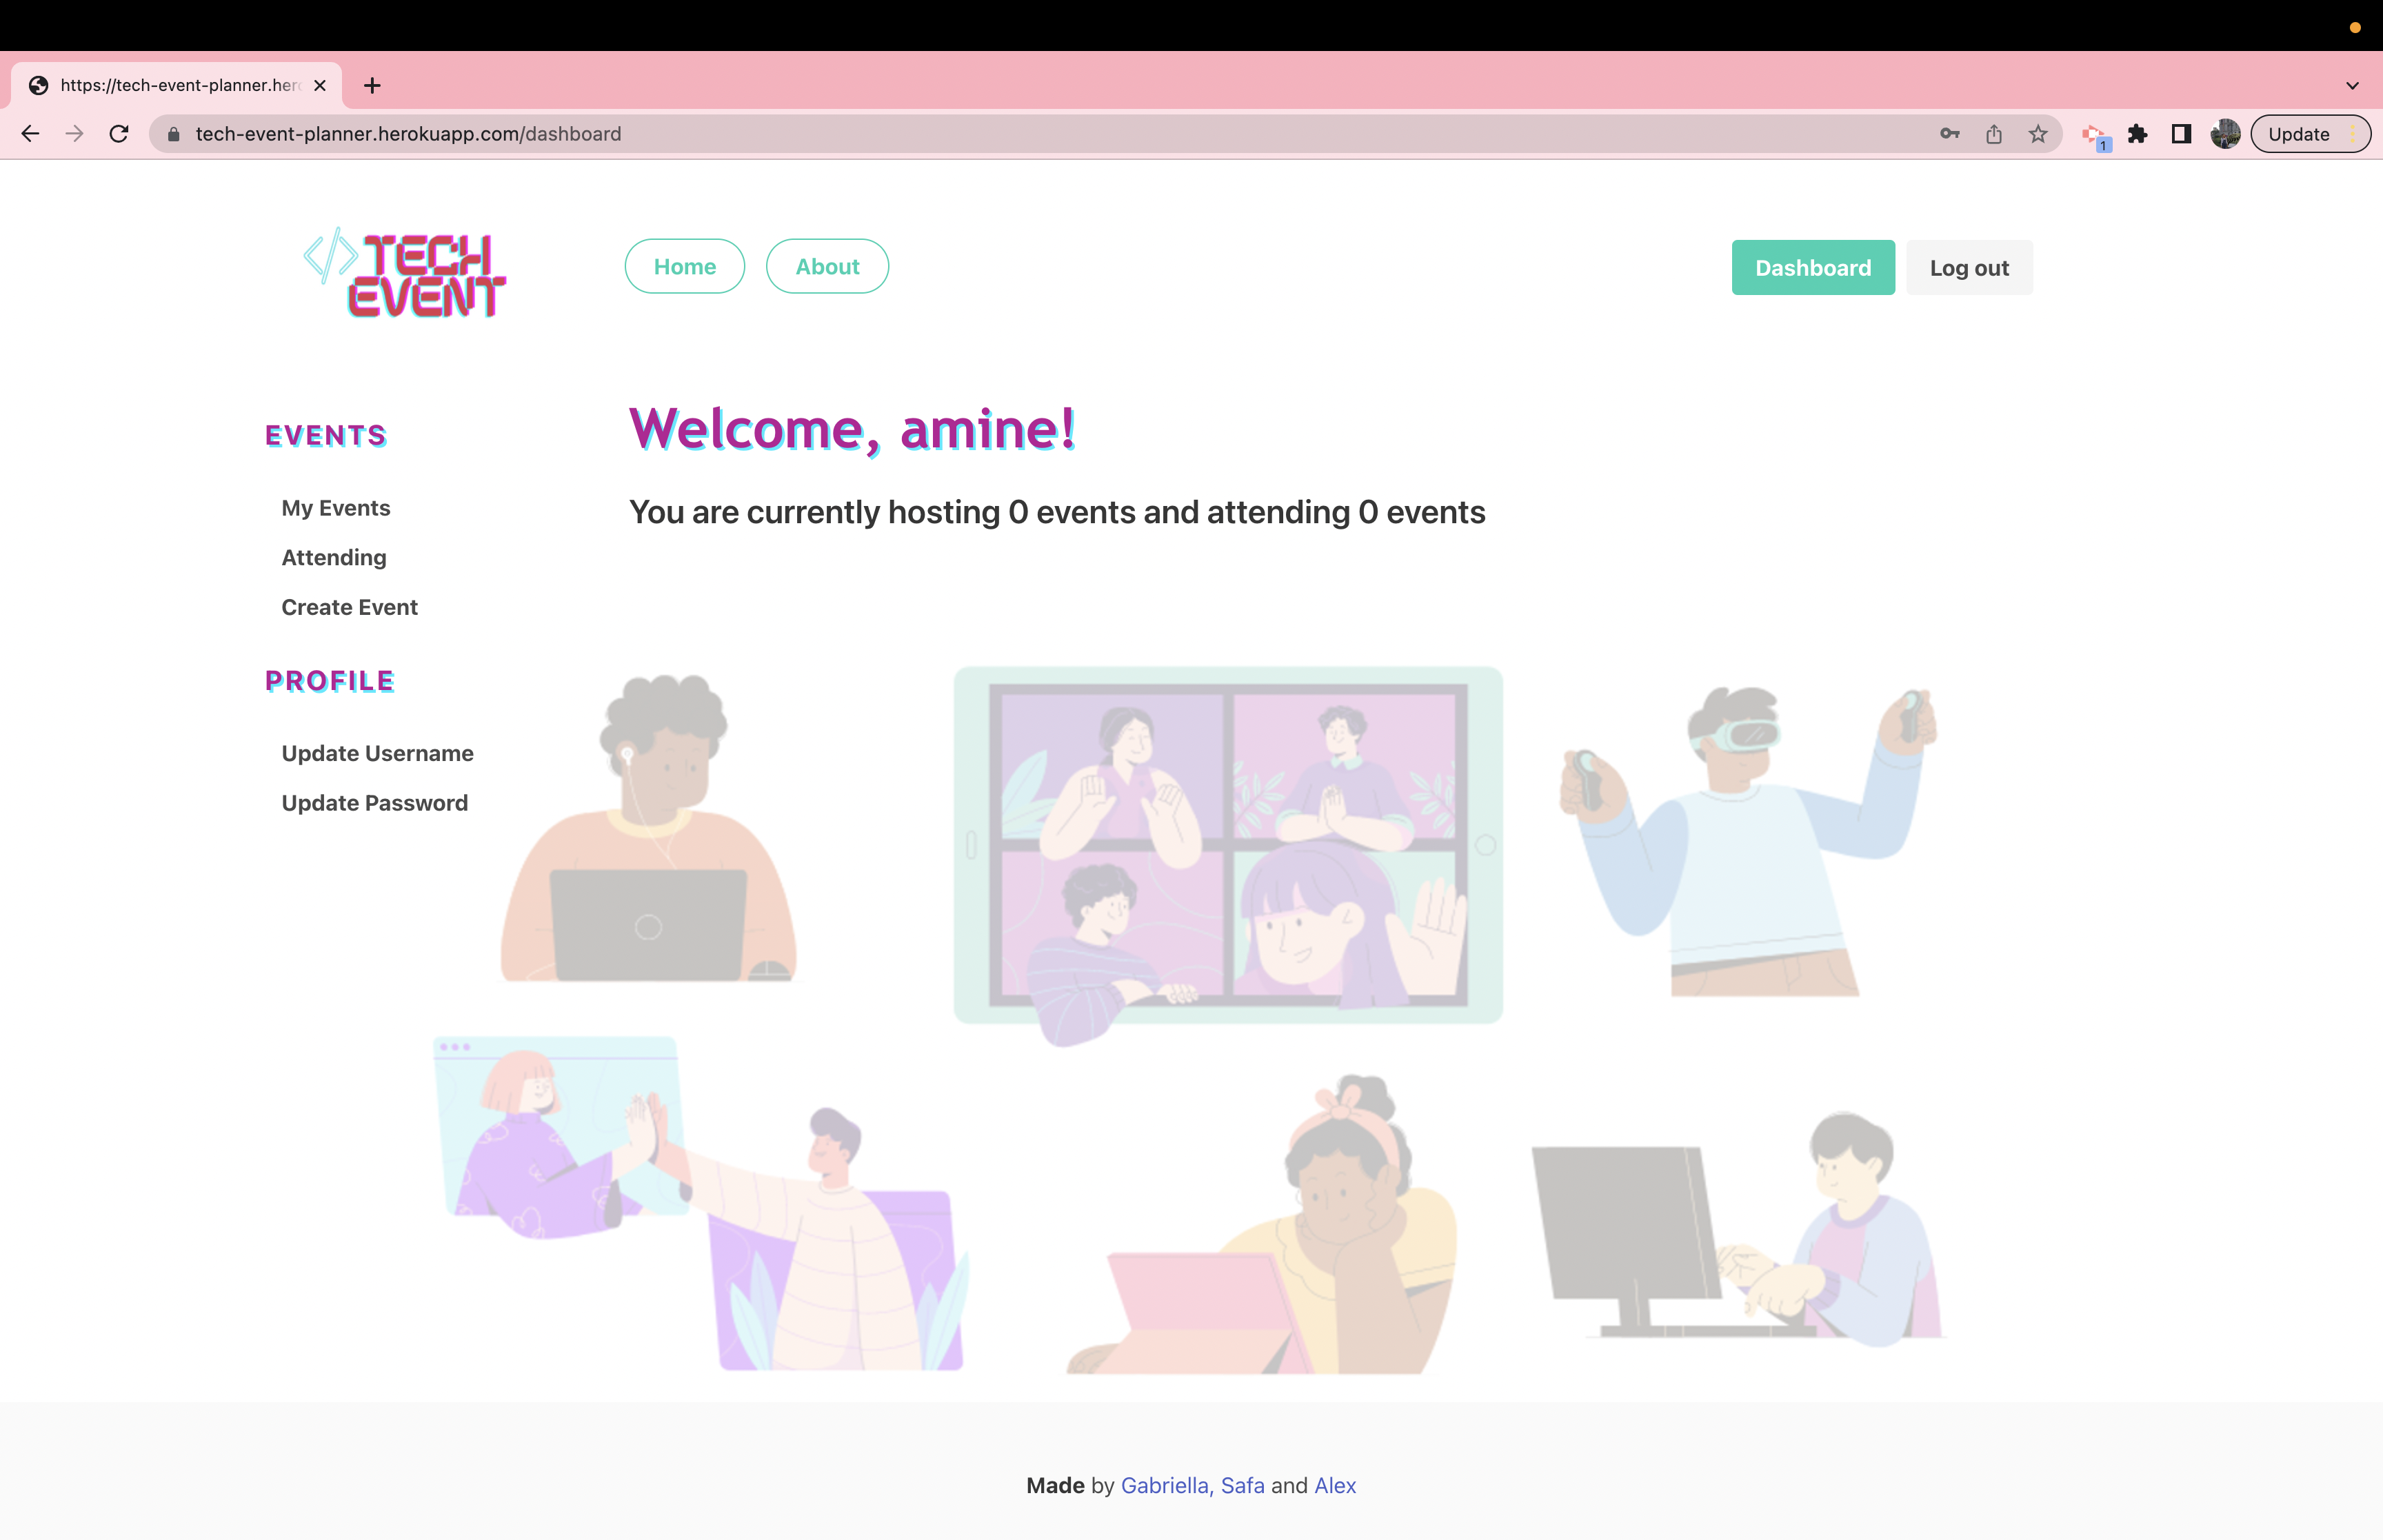 https://tech-event-planner.her
tech-event-planner.herokuapp.com/dashboard
1
Update
</> TECH
EVENT
Home
About
Dashboard
Log out
EVENTS
My Events
Attending
Create Event
PROFILE
Update Username
Update Password
Welcome, amine!
You are currently hosting 0 events and attending 0 events
Made by Gabriella, Safa and Alex